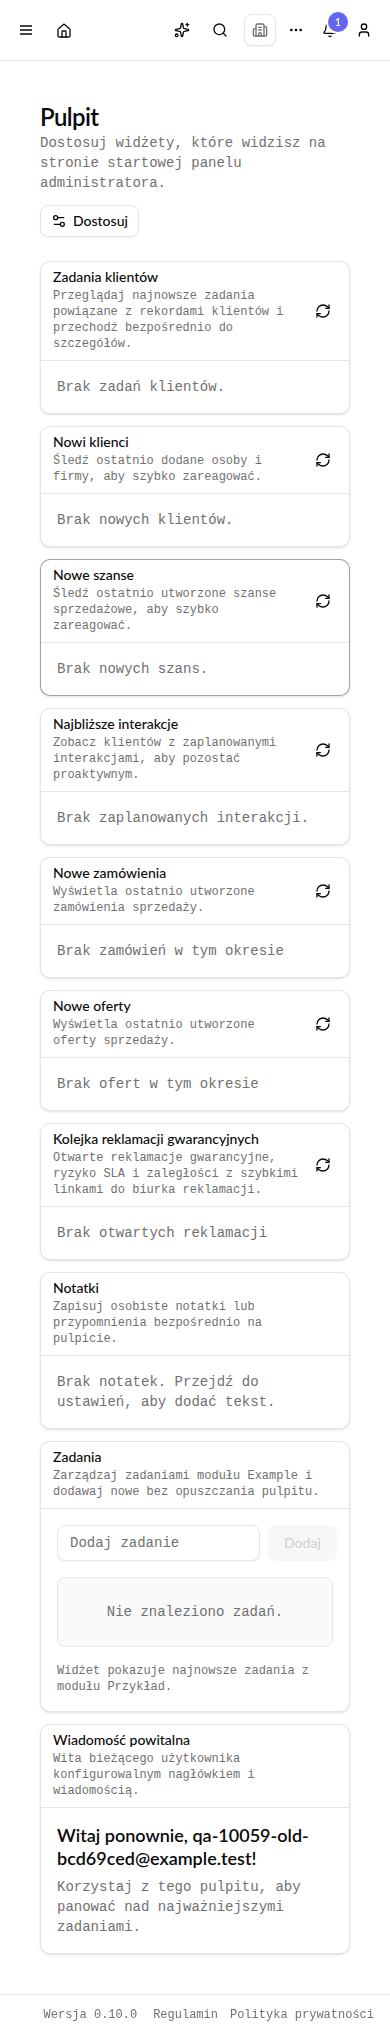 1
Pulpit
Dostosuj widżety, które widzisz na
stronie startowej panelu
administratora.
Dostosuj
Zadania klientów
Przeglądaj najnowsze zadania
powiązane z rekordami klientów i
przechodź bezpośrednio do
szczegółów.
Brak zadań klientów.
Nowi klienci
Śledź ostatnio dodane osoby i
firmy, aby szybko zareagować.
Brak nowych klientów.
Nowe szanse
Śledź ostatnio utworzone szanse
sprzedażowe, aby szybko
zareagować.
Brak nowych szans.
Najbliższe interakcje
Zobacz klientów z zaplanowanymi
interakcjami, aby pozostać
proaktywnym.
Brak zaplanowanych interakcji.
Nowe zamówienia
Wyświetla ostatnio utworzone
zamówienia sprzedaży.
Brak zamówień w tym okresie
Nowe oferty
Wyświetla ostatnio utworzone
oferty sprzedaży.
Brak ofert w tym okresie
Kolejka reklamacji gwarancyjnych
Otwarte reklamacje gwarancyjne,
ryzyko SLA i zaległości z szybkimi
linkami do biurka reklamacji.
Brak otwartych reklamacji
Notatki
Zapisuj osobiste notatki lub
przypomnienia bezpośrednio na
pulpicie.
Brak notatek. Przejdź do
ustawień, aby dodać tekst.
Zadania
Zarządzaj zadaniami modułu Example i
dodawaj nowe bez opuszczania pulpitu.
Dodaj zadanie
Dodaj
Nie znaleziono zadań.
Widżet pokazuje najnowsze zadania z
modułu Przykład.
Wiadomość powitalna
Wita bieżącego użytkownika
konfigurowalnym nagłówkiem i
wiadomością.
Witaj ponownie, qa-10059-old-
bcd69ced@example.test!
Korzystaj z tego pulpitu, aby
panować nad najważniejszymi
zadaniami.
Wersja 0.10.0 Regulamin Polityka prywatności